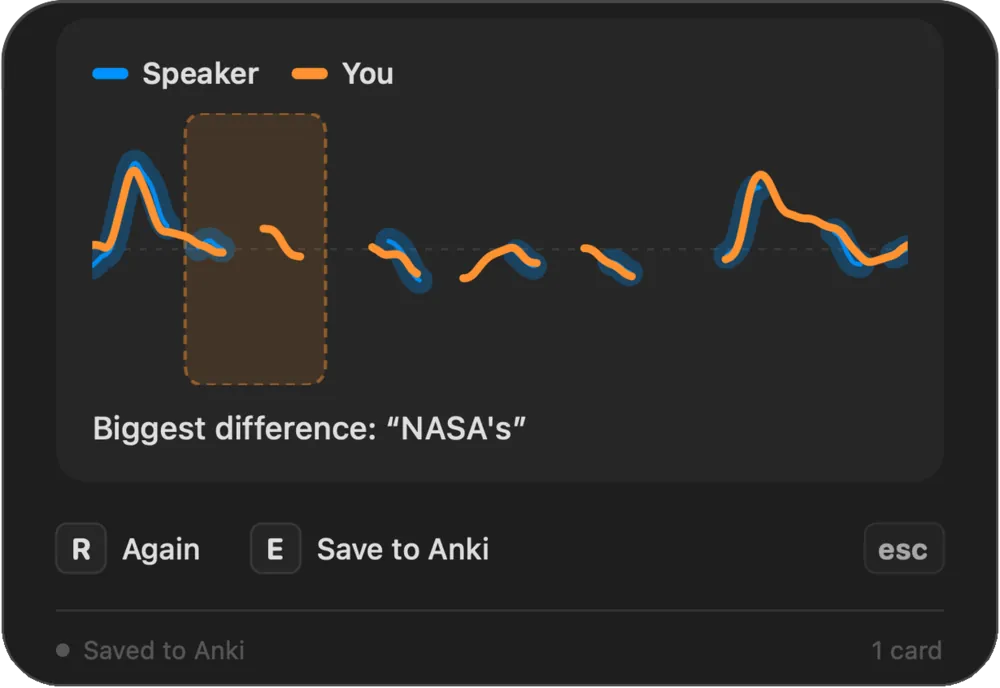 Speaker You
Biggest difference: “NASA's”
R Again E Save to Anki esc
Saved to Anki 1 card